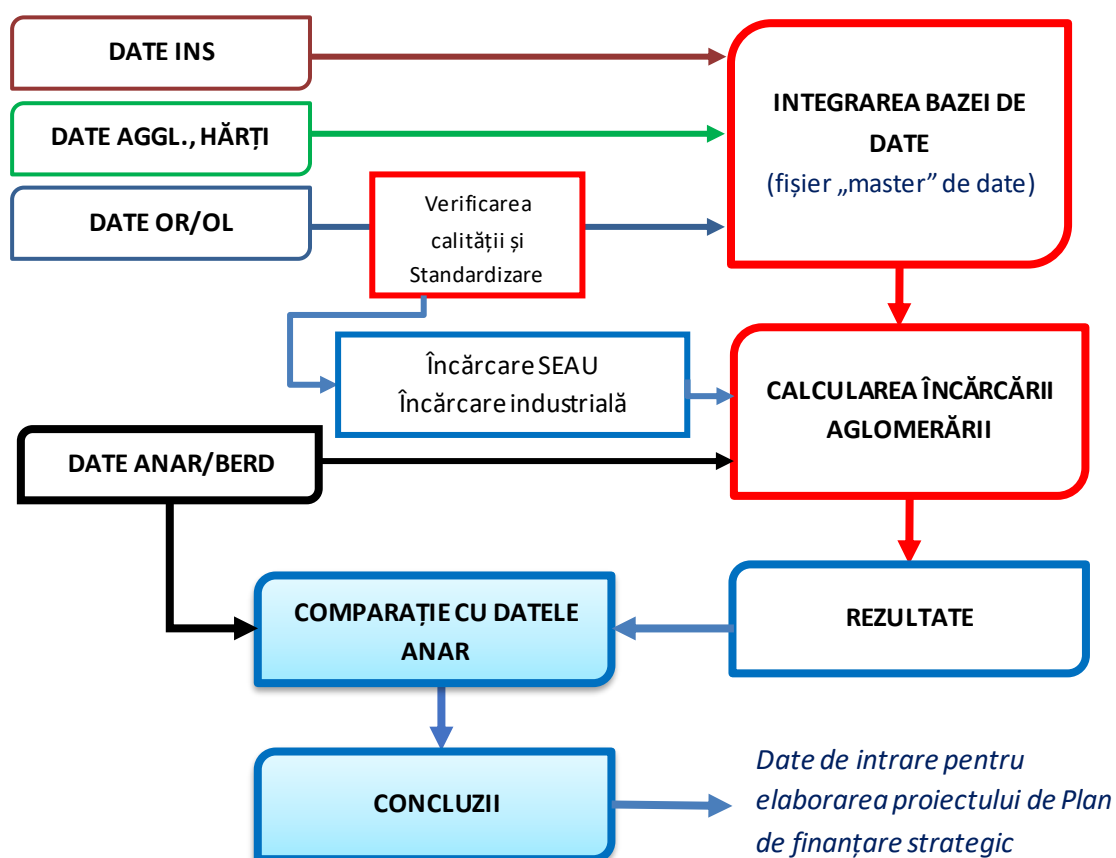 DATE INS
DATE AGGL., HĂRȚI
DATE OR/OL
Verificarea
calității și
Standardizare
INTEGRAREA BAZEI DE
DATE
(fișier „master” de date)
Încărcare SEAU
Încărcare industrială
CALCULAREA ÎNCĂRCĂRII
AGLOMERĂRII
DATE ANAR/BERD
COMPARAȚIE CU DATELE
ANAR
REZULTATE
CONCLUZII
Date de intrare pentru
elaborarea proiectului de Plan
de finanțare strategic